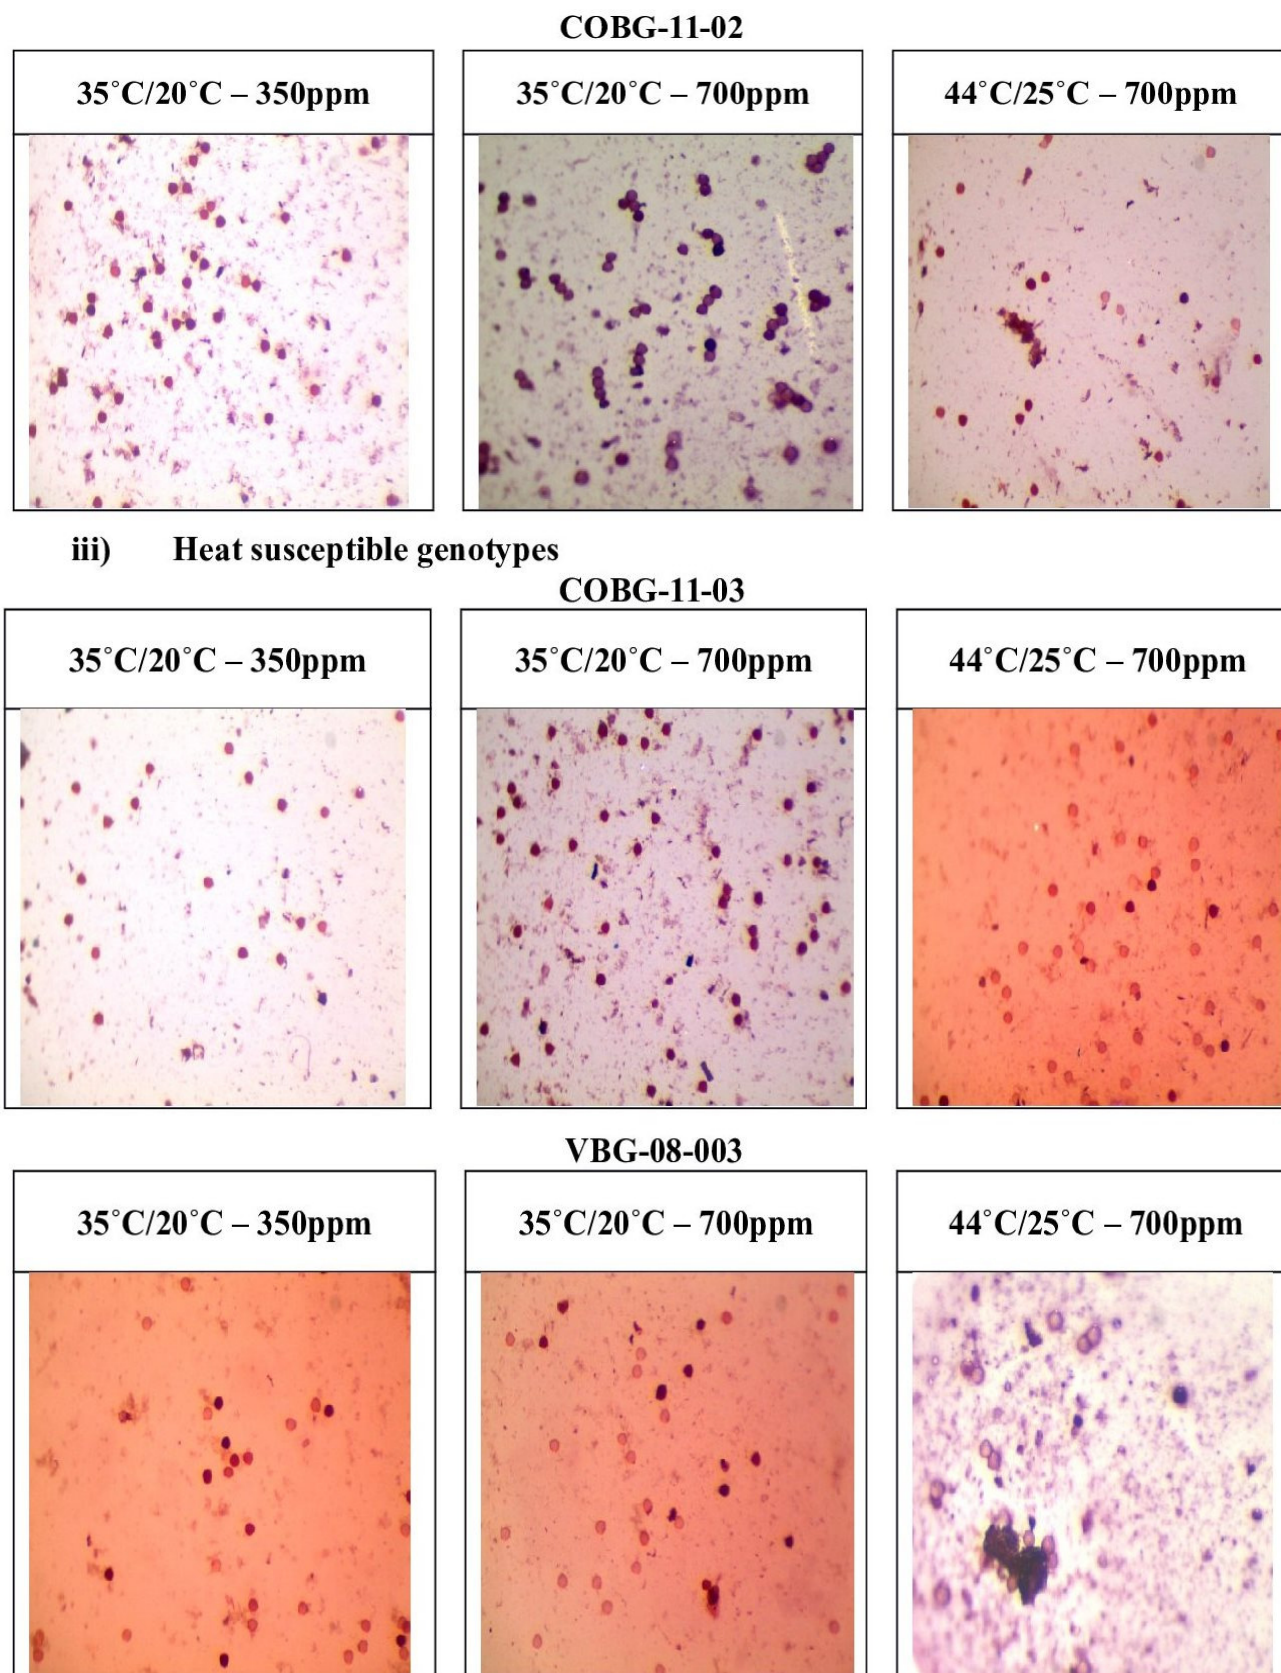 COBG-11-02
35˚C/20˚C – 350ppm
35˚C/20˚C – 700ppm
44˚C/25˚C – 700ppm
iii) Heat susceptible genotypes
COBG-11-03
35˚C/20˚C – 350ppm
35˚C/20˚C – 700ppm
44˚C/25˚C – 700ppm
VBG-08-003
35˚C/20˚C – 350ppm
35˚C/20˚C – 700ppm
44˚C/25˚C – 700ppm